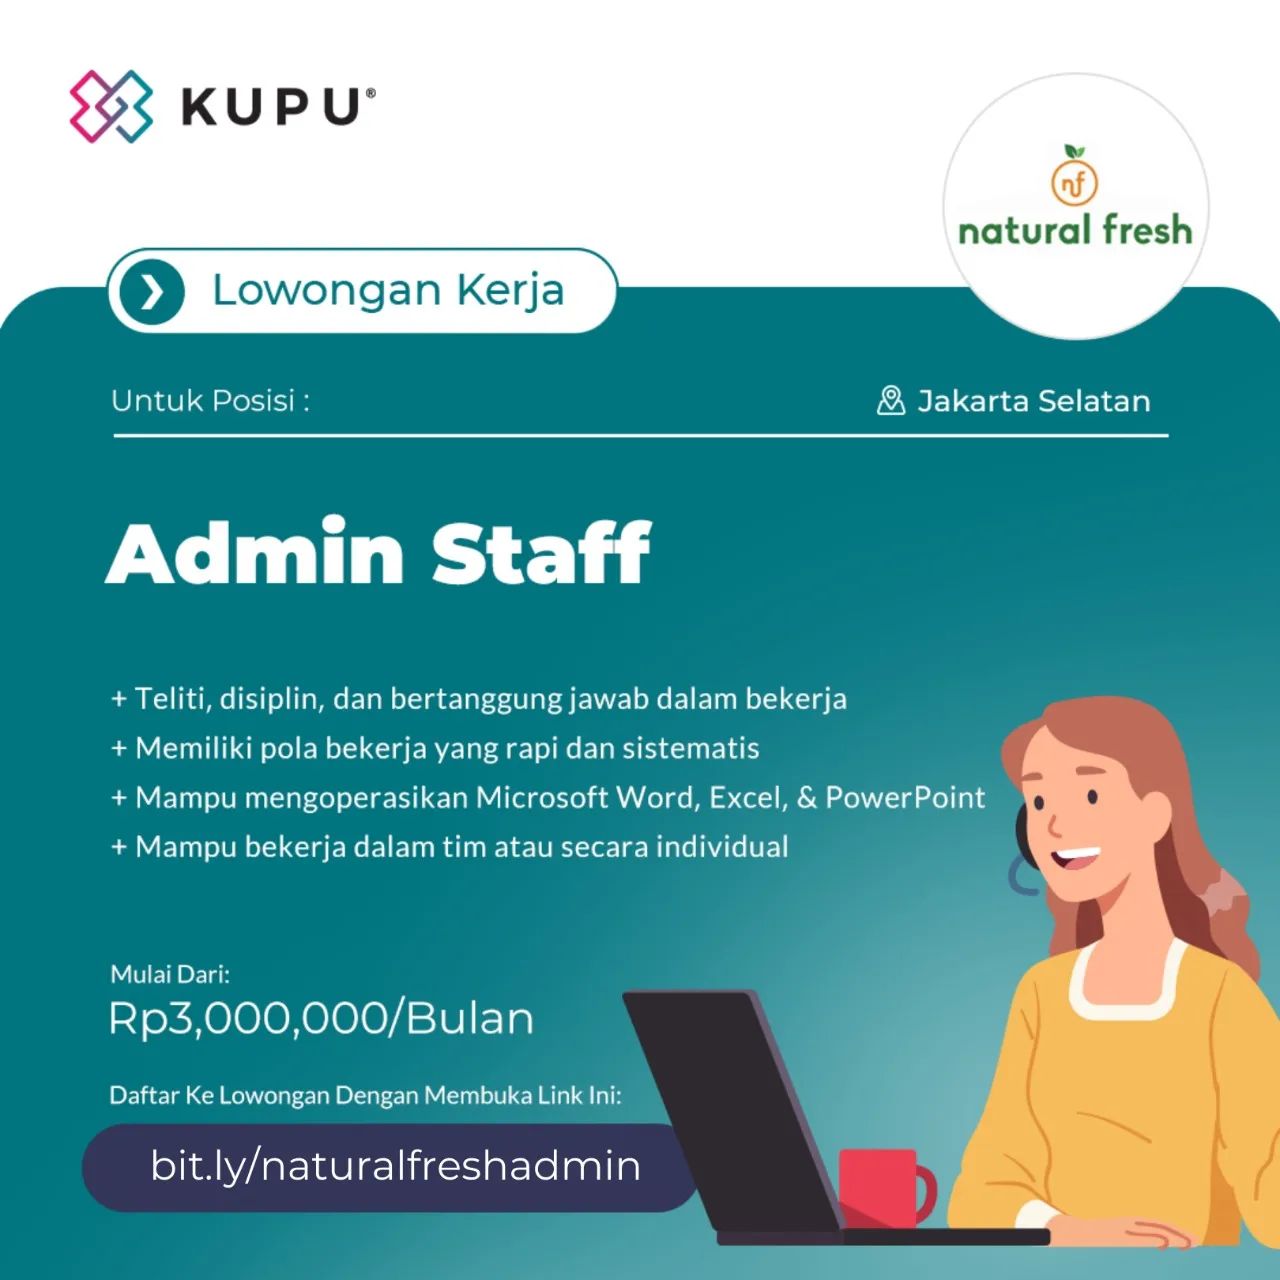 KUPU®
nf
natural fresh
Lowongan Kerja
Untuk Posisi :
Jakarta Selatan
Admin Staff
+ Teliti, disiplin, dan bertanggung jawab dalam bekerja
+ Memiliki pola bekerja yang rapi dan sistematis
+ Mampu mengoperasikan Microsoft Word, Excel, & PowerPoint
+ Mampu bekerja dalam tim atau secara individual
Mulai Dari:
Rp3,000,000/Bulan
Daftar Ke Lowongan Dengan Membuka Link Ini:
bit.ly/naturalfreshadmin